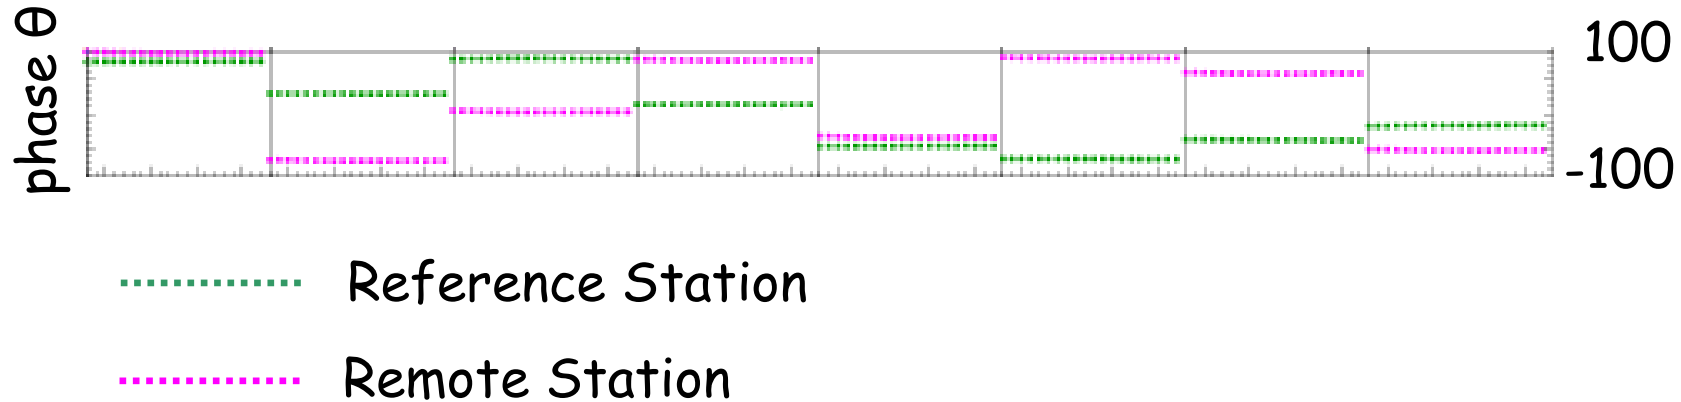 phase θ
100
-100
Reference Station
Remote Station